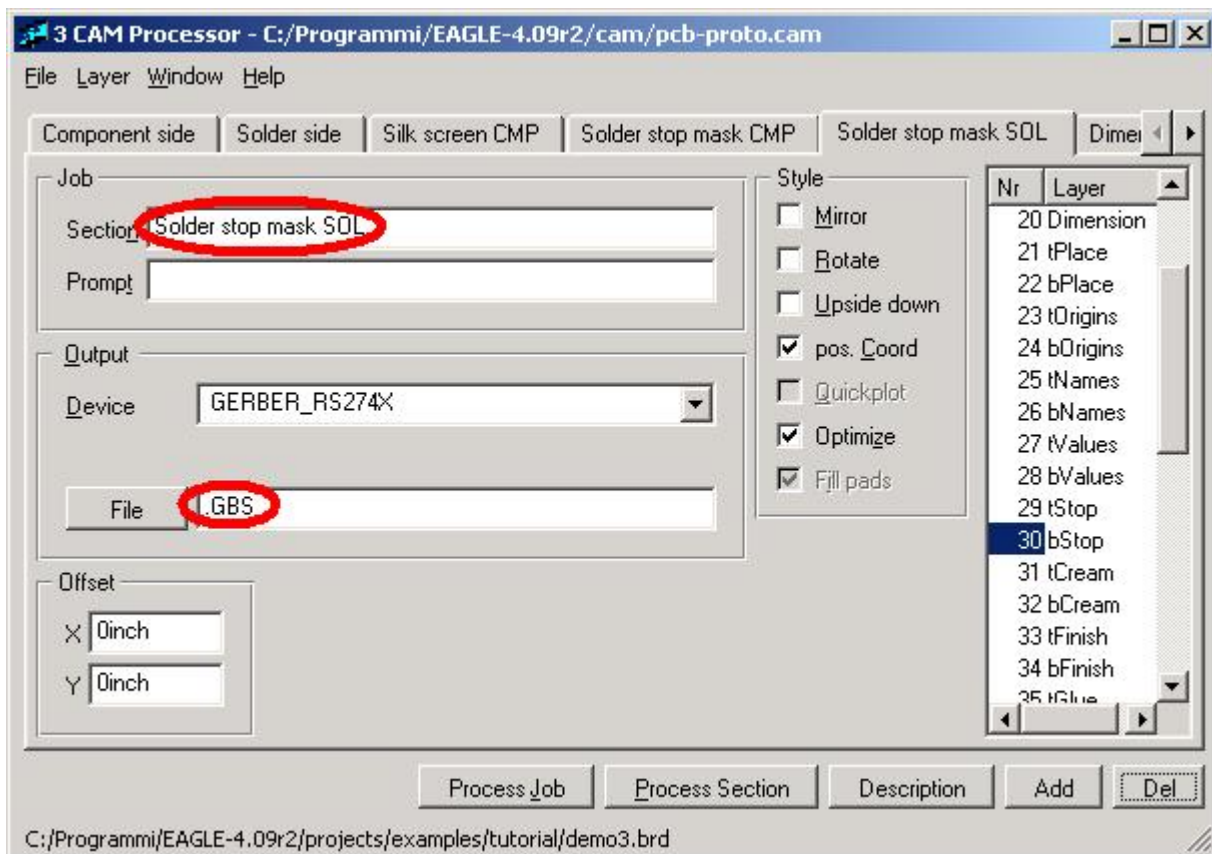 3 CAM Processor - C:/Programmi/EAGLE-4.09r2/cam/pcb-proto.cam
File Layer Window Help
Component side Solder side Silk screen CMP Solder stop mask CMP Solder stop mask SOL Dimen
Job
Section Solder stop mask SOL
Prompt
Output
Device GERBER_RS274X
File .GBS
Offset
X 0inch
Y 0inch
Style
Mirror
Rotate
Upside down
pos. Coord
Quickplot
Optimize
Fill pads
Nr Layer
20 Dimension
21 tPlace
22 bPlace
23 tOrigins
24 bOrigins
25 tNames
26 bNames
27 tValues
28 bValues
29 tStop
30 bStop
31 tCream
32 bCream
33 tFinish
34 bFinish
35 tGlue
Process Job Process Section Description Add Del
C:/Programmi/EAGLE-4.09r2/projects/examples/tutorial/demo3.brd